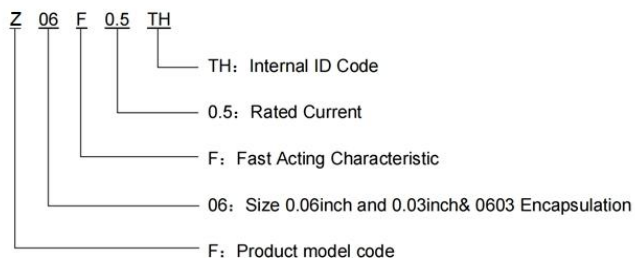 Z 06 F 0.5 TH
TH：Internal ID Code
0.5：Rated Current
F：Fast Acting Characteristic
06：Size 0.06inch and 0.03inch& 0603 Encapsulation
F：Product model code